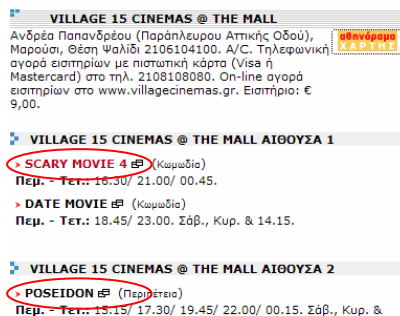 VILLAGE 15 CINEMAS @ THE MALL
Ανδρέα Παπανδρέου (Παράπλευρου Αττικής Οδού),
Μαρούσι, Θέση Ψαλίδι 2106104100. A/C. Τηλεφωνική
αγορά εισιτηρίων με πιστωτική κάρτα (Visa ή
Mastercard) στο τηλ. 2108108080. On-line αγορά
εισιτηρίων στο www.villagecinemas.gr. Εισιτήριο: €
9,00.
αθηνόραμα
ΧΑΡΤΗΣ
VILLAGE 15 CINEMAS @ THE MALL ΑΙΘΟΥΣΑ 1
SCARY MOVIE 4 (Κωμωδία)
Πεμ. - Τετ.: 16.30/ 21.00/ 00.45.
DATE MOVIE (Κωμωδία)
Πεμ. - Τετ.: 18.45/ 23.00. Σάβ., Κυρ. & 14.15.
VILLAGE 15 CINEMAS @ THE MALL ΑΙΘΟΥΣΑ 2
POSEIDON (Περιπέτεια)
Πεμ. - Τετ.: 15.15/ 17.30/ 19.45/ 22.00/ 00.15. Σάβ., Κυρ. &